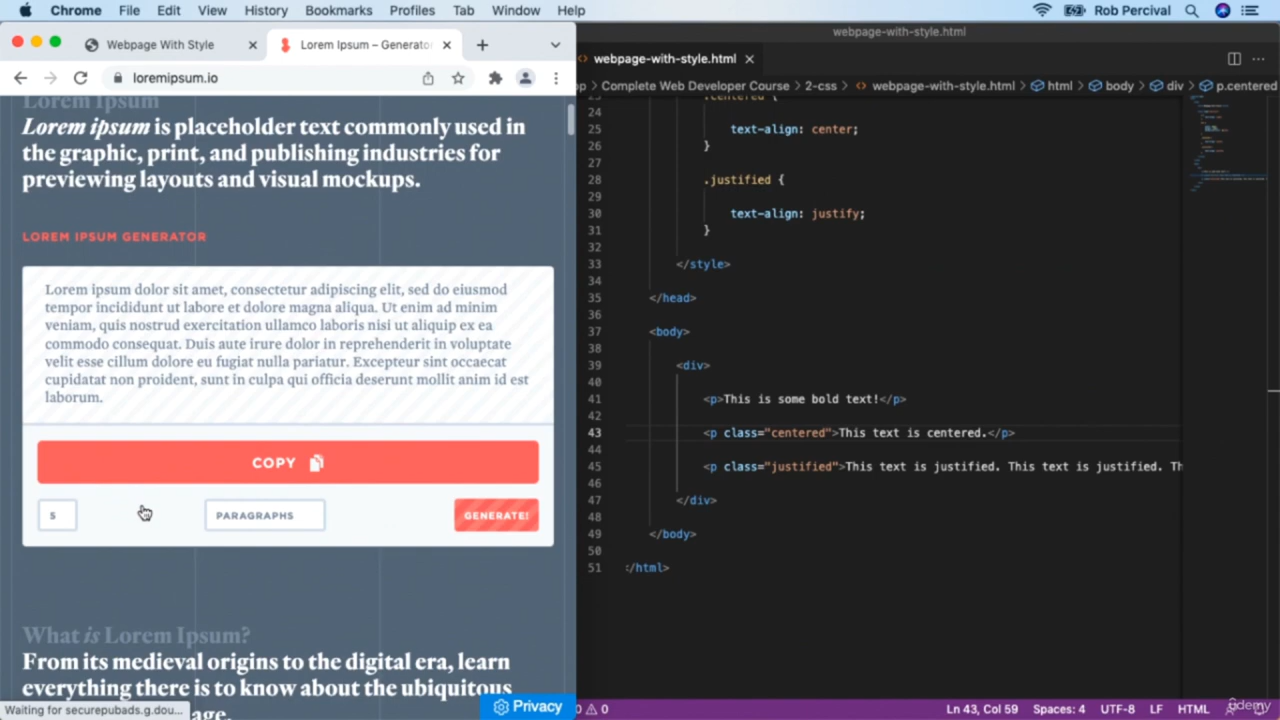 Chrome File Edit View History Bookmarks Profiles Tab Window Help Rob Percival
webpage-with-style.html
Webpage With Style Lorem Ipsum – Generator
loremipsum.io
Lorem Ipsum
Lorem ipsum is placeholder text commonly used in
the graphic, print, and publishing industries for
previewing layouts and visual mockups.
LOREM IPSUM GENERATOR
Lorem ipsum dolor sit amet, consectetur adipiscing elit, sed do eiusmod
tempor incididunt ut labore et dolore magna aliqua. Ut enim ad minim
veniam, quis nostrud exercitation ullamco laboris nisi ut aliquip ex ea
commodo consequat. Duis aute irure dolor in reprehenderit in voluptate
velit esse cillum dolore eu fugiat nulla pariatur. Excepteur sint occaecat
cupidatat non proident, sunt in culpa qui officia deserunt mollit anim id est
laborum.
COPY
5 PARAGRAPHS GENERATE!
What is Lorem Ipsum?
From its medieval origins to the digital era, learn
everything there is to know about the ubiquitous
age.
Waiting for securepubads.g.dou...
Privacy
webpage-with-style.html
op > Complete Web Developer Course > 2-css > webpage-with-style.html > html > body > div > p.centered
23 .centered {
24
25 text-align: center;
26 }
27
28 .justified {
29
30 text-align: justify;
31 }
32
33 </style>
34
35 </head>
36
37 <body>
38
39 <div>
40
41 <p>This is some bold text!</p>
42
43 <p class="centered">This text is centered.</p>
44
45 <p class="justified">This text is justified. This text is justified. Th
46
47 </div>
48
49 </body>
50
51 </html>
0 0 Ln 43, Col 59 Spaces: 4 UTF-8 LF HTML
ûdemy